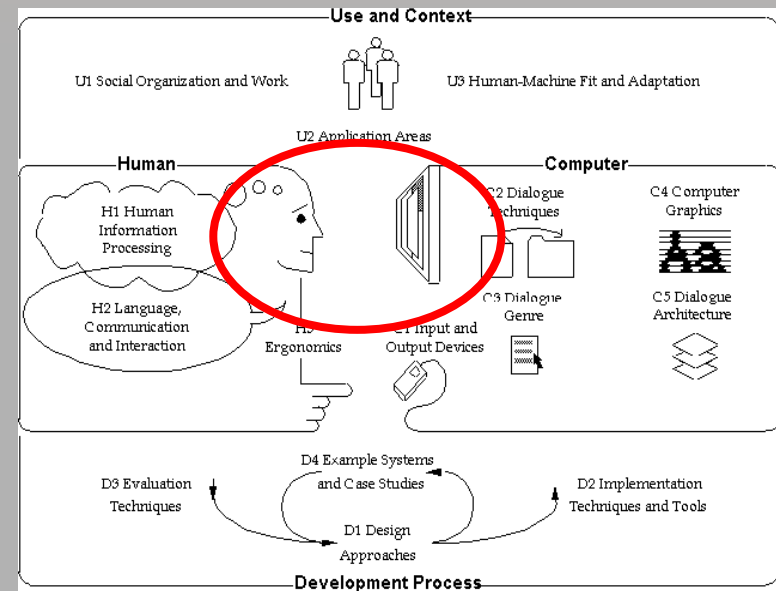 Use and Context
U1 Social Organization and Work
U3 Human-Machine Fit and Adaptation
U2 Application Areas
Human
H1 Human
Information
Processing
H2 Language,
Communication
and Interaction
H3
Ergonomics
Computer
C2 Dialogue
Techniques
C4 Computer
Graphics
Aa
C3 Dialogue
Genre
C5 Dialogue
Architecture
C1 Input and
Output Devices
D4 Example Systems
and Case Studies
D3 Evaluation
Techniques
D2 Implementation
Techniques and Tools
D1 Design
Approaches
Development Process